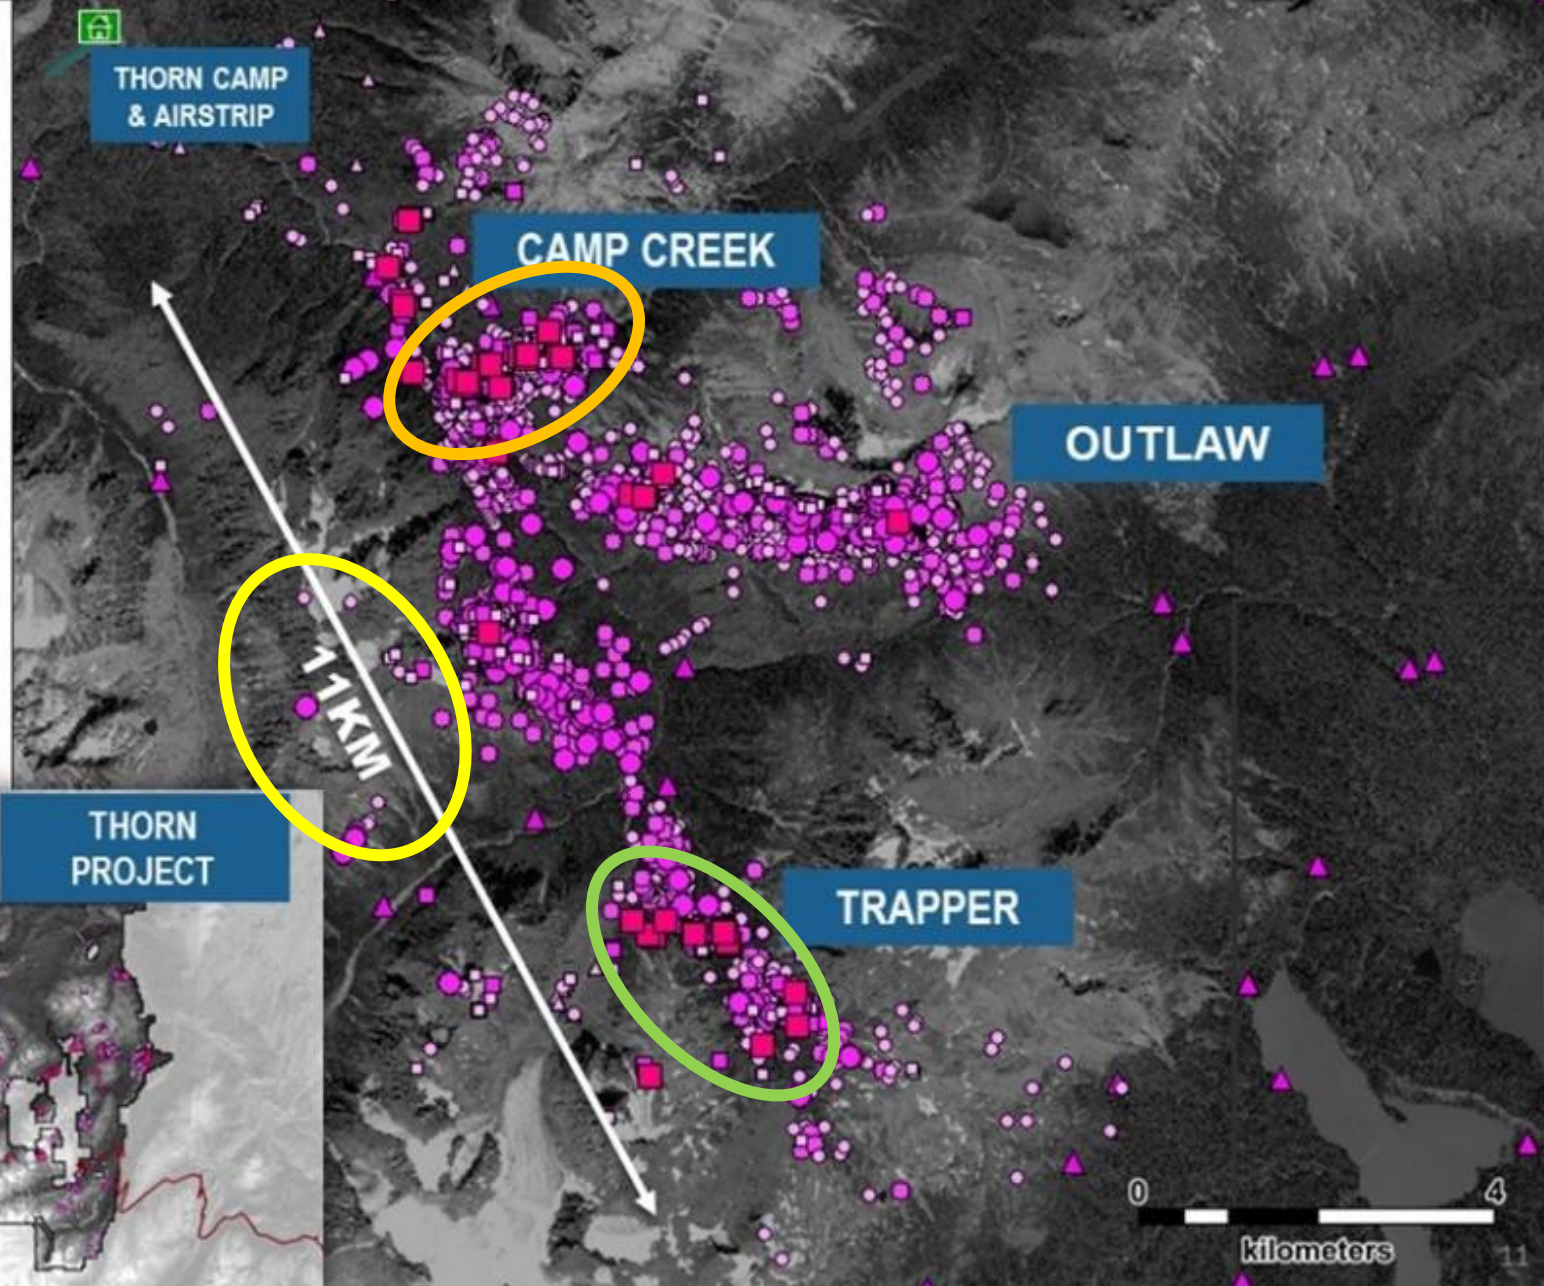 THORN CAMP
& AIRSTRIP
CAMP CREEK
OUTLAW
11KM
THORN
PROJECT
TRAPPER
0 4
kilometers
11